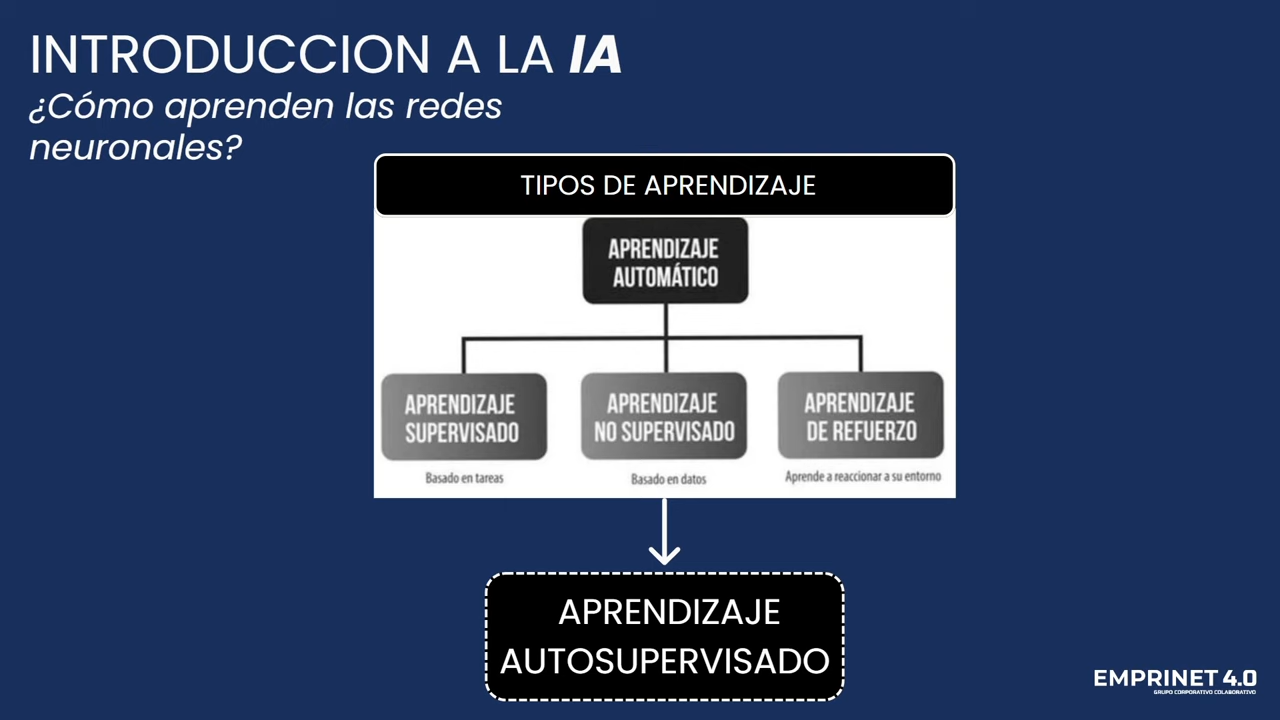 INTRODUCCION A LA IA
¿Cómo aprenden las redes
neuronales?
TIPOS DE APRENDIZAJE
APRENDIZAJE
AUTOMÁTICO
APRENDIZAJE
SUPERVISADO
Basado en tareas
APRENDIZAJE
NO SUPERVISADO
Basado en datos
APRENDIZAJE
DE REFUERZO
Aprende a reaccionar a su entorno
APRENDIZAJE
AUTOSUPERVISADO
EMPRINET 4.0
GRUPO CORPORATIVO COLABORATIVO